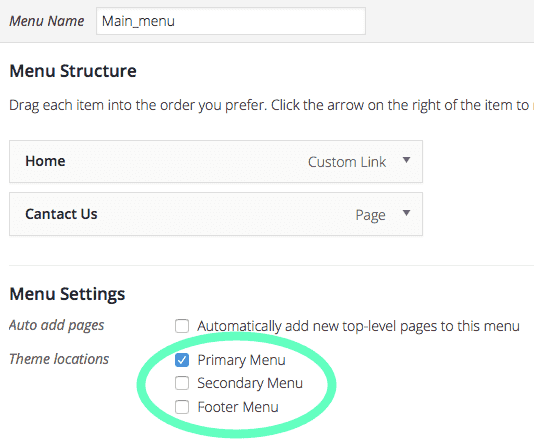 Menu Name Main_menu
Menu Structure
Drag each item into the order you prefer. Click the arrow on the right of the item to
Home Custom Link
Cantact Us Page
Menu Settings
Auto add pages Automatically add new top-level pages to this menu
Theme locations Primary Menu
Secondary Menu
Footer Menu